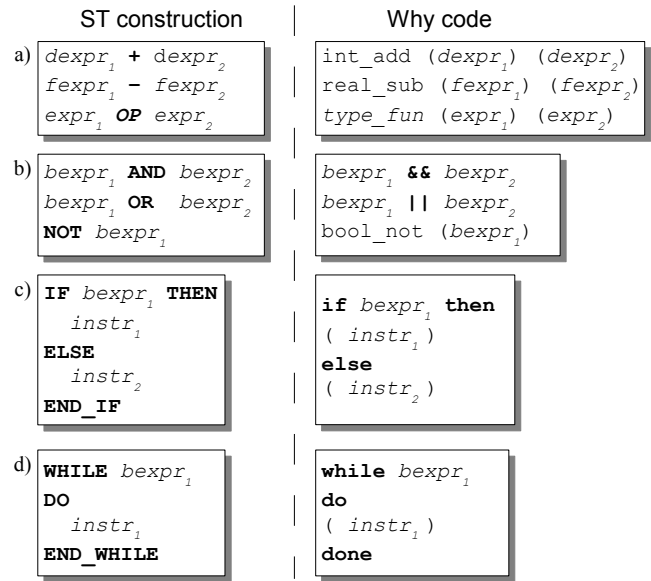 ST construction
Why code
a)
dexpr₁ + dexpr₂
fexpr₁ – fexpr₂
expr₁ OP expr₂
int_add (dexpr₁) (dexpr₂)
real_sub (fexpr₁) (fexpr₂)
type_fun (expr₁) (expr₂)
b)
bexpr₁ AND bexpr₂
bexpr₁ OR bexpr₂
NOT bexpr₁
bexpr₁ && bexpr₂
bexpr₁ || bexpr₂
bool_not (bexpr₁)
c)
IF bexpr₁ THEN
instr₁
ELSE
instr₂
END_IF
if bexpr₁ then
( instr₁ )
else
( instr₂ )
d)
WHILE bexpr₁
DO
instr₁
END_WHILE
while bexpr₁
do
( instr₁ )
done